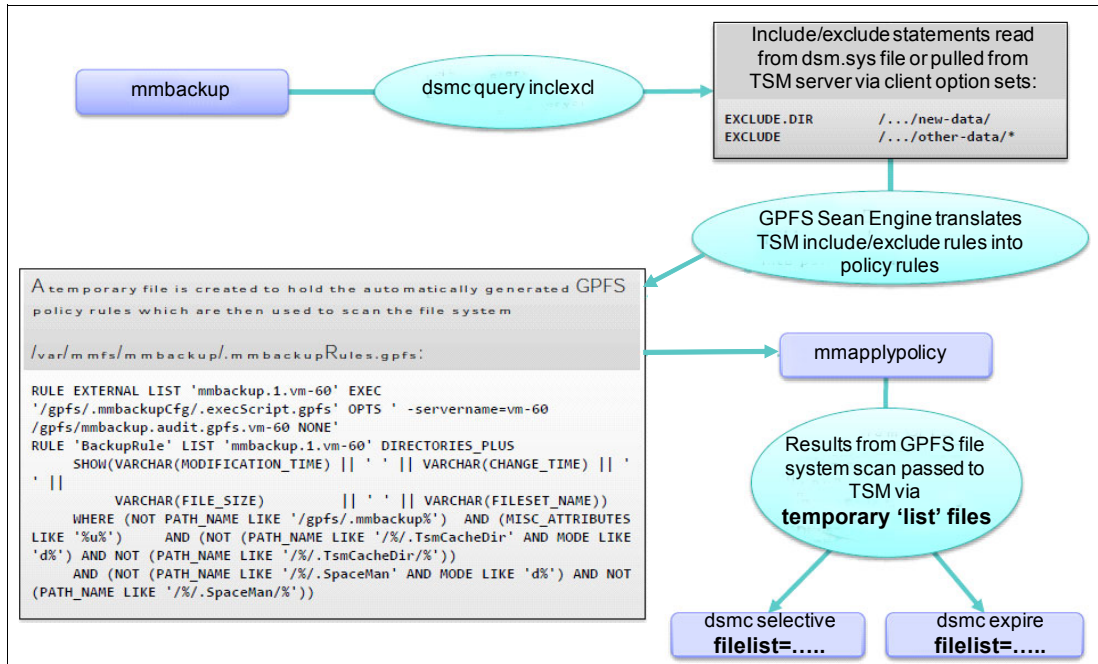 mmbackup
dsmc query inclexcl
Include/exclude statements read
from dsm.sys file or pulled from
TSM server via client option sets:
EXCLUDE.DIR /.../new-data/
EXCLUDE /.../other-data/*
GPFS Sean Engine translates
TSM include/exclude rules into
policy rules
A temporary file is created to hold the automatically generated GPFS
policy rules which are then used to scan the file system
/var/mmfs/mmbackup/.mmbackupRules.gpfs:
RULE EXTERNAL LIST 'mmbackup.1.vm-60' EXEC
'/gpfs/.mmbackupCfg/.execScript.gpfs' OPTS ' -servername=vm-60
/gpfs/mmbackup.audit.gpfs.vm-60 NONE'
RULE 'BackupRule' LIST 'mmbackup.1.vm-60' DIRECTORIES_PLUS
SHOW(VARCHAR(MODIFICATION_TIME) || ' ' || VARCHAR(CHANGE_TIME) || '
' ||
VARCHAR(FILE_SIZE) || ' ' || VARCHAR(FILESET_NAME))
WHERE (NOT PATH_NAME LIKE '/gpfs/.mmbackup%') AND (MISC_ATTRIBUTES
LIKE '%u%') AND (NOT (PATH_NAME LIKE '/%/.TsmCacheDir' AND MODE LIKE
'd%') AND NOT (PATH_NAME LIKE '/%/.TsmCacheDir/%'))
AND (NOT (PATH_NAME LIKE '/%/.SpaceMan' AND MODE LIKE 'd%') AND NOT
(PATH_NAME LIKE '/%/.SpaceMan/%'))
mmapplypolicy
Results from GPFS file
system scan passed to
TSM via
temporary ‘list’ files
dsmc selective
filelist=.....
dsmc expire
filelist=.....